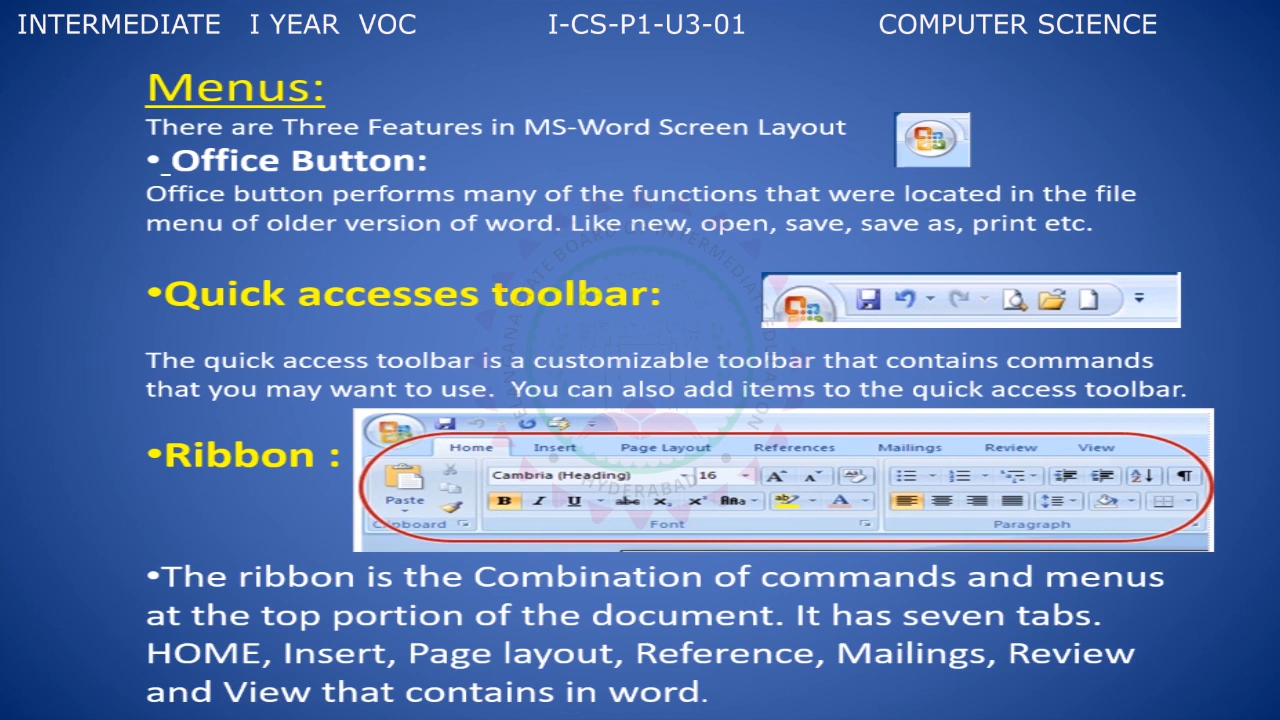 INTERMEDIATE I YEAR VOC I-CS-P1-U3-01 COMPUTER SCIENCE
Menus:
There are Three Features in MS-Word Screen Layout
• Office Button:
Office button performs many of the functions that were located in the file
menu of older version of word. Like new, open, save, save as, print etc.
•Quick accesses toolbar:
The quick access toolbar is a customizable toolbar that contains commands
that you may want to use. You can also add items to the quick access toolbar.
•Ribbon :
Home Insert Page Layout References Mailings Review View
Cambria (Heading) 16
Paste
Clipboard Font Paragraph
•The ribbon is the Combination of commands and menus
at the top portion of the document. It has seven tabs.
HOME, Insert, Page layout, Reference, Mailings, Review
and View that contains in word.